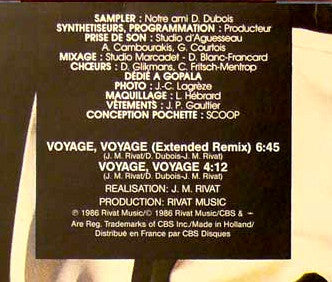 SAMPLER : Notre ami D. Dubois
SYNTHETISEURS, PROGRAMMATION : Producteur
PRISE DE SON : Studio d'Aguesseau
A. Cambourakis, G. Courtois
MIXAGE : Studio Marcadet - D. Blanc-Francard
CHŒURS : D. Glikmans, C. Fritsch-Mentrop
DÉDIÉ A GOPALA
PHOTO : J.-C. Lagrèze
MAQUILLAGE : L. Hébrard
VÊTEMENTS : J. P. Gaultier
CONCEPTION POCHETTE : SCOOP
VOYAGE, VOYAGE (Extended Remix) 6:45
(J. M. Rivat/D. Dubois-J. M. Rivat)
VOYAGE, VOYAGE 4:12
(J. M. Rivat/D. Dubois-J. M. Rivat)
REALISATION : J. M. RIVAT
PRODUCTION : RIVAT MUSIC
℗ 1986 Rivat Music/© 1986 Rivat Music/CBS &
Are Reg. Trademarks of CBS Inc./Made in Holland/
Distribué en France par CBS Disques